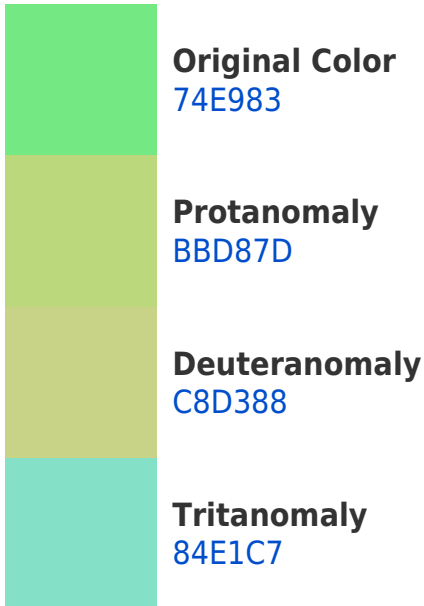 Original Color
74E983
Protanomaly
BBD87D
Deuteranomaly
C8D388
Tritanomaly
84E1C7